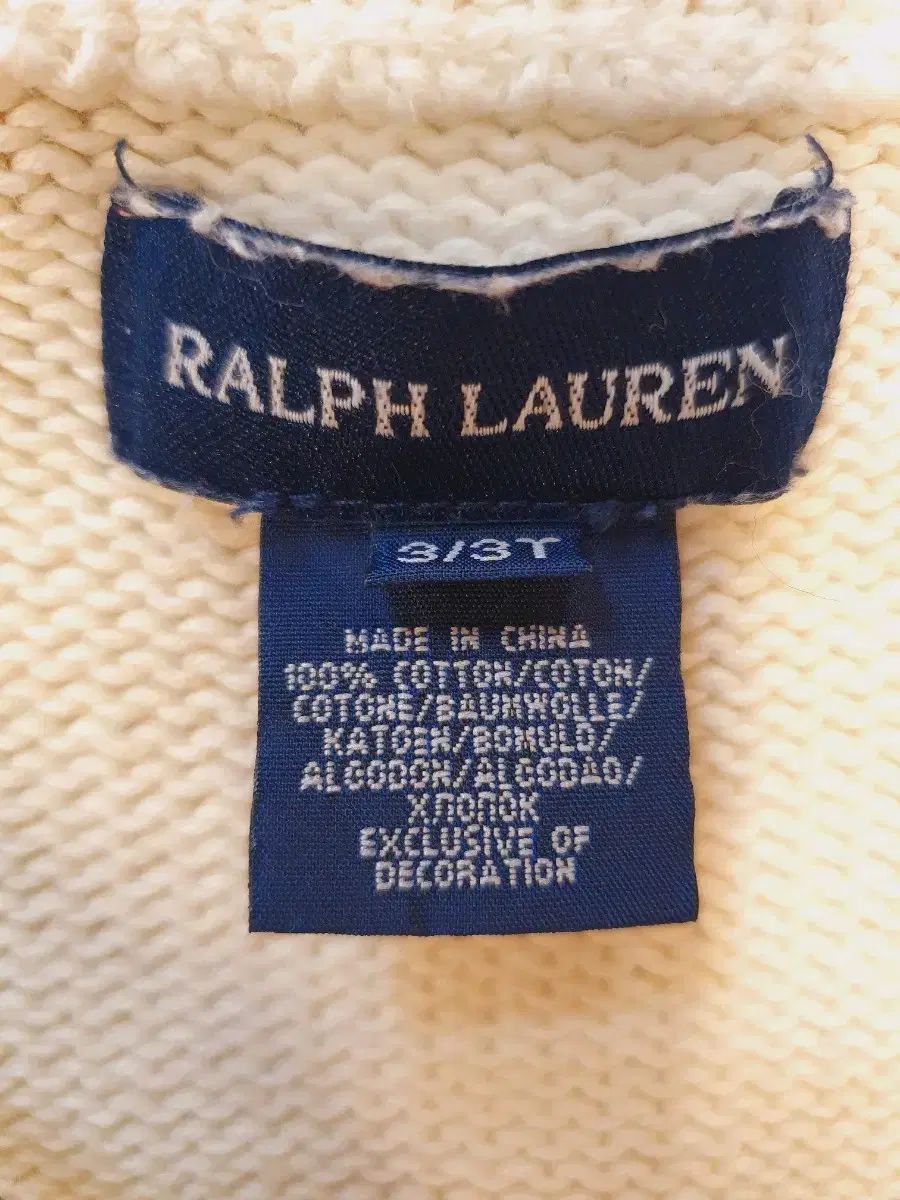 RALPH LAUREN
3/3T
MADE IN CHINA
100% COTTON/COTON/
COTONE/BAUMWOLLE/
KATOEN/BOMULD/
ALGODON/ALGODAO/
ХЛОПОК
EXCLUSIVE OF
DECORATION